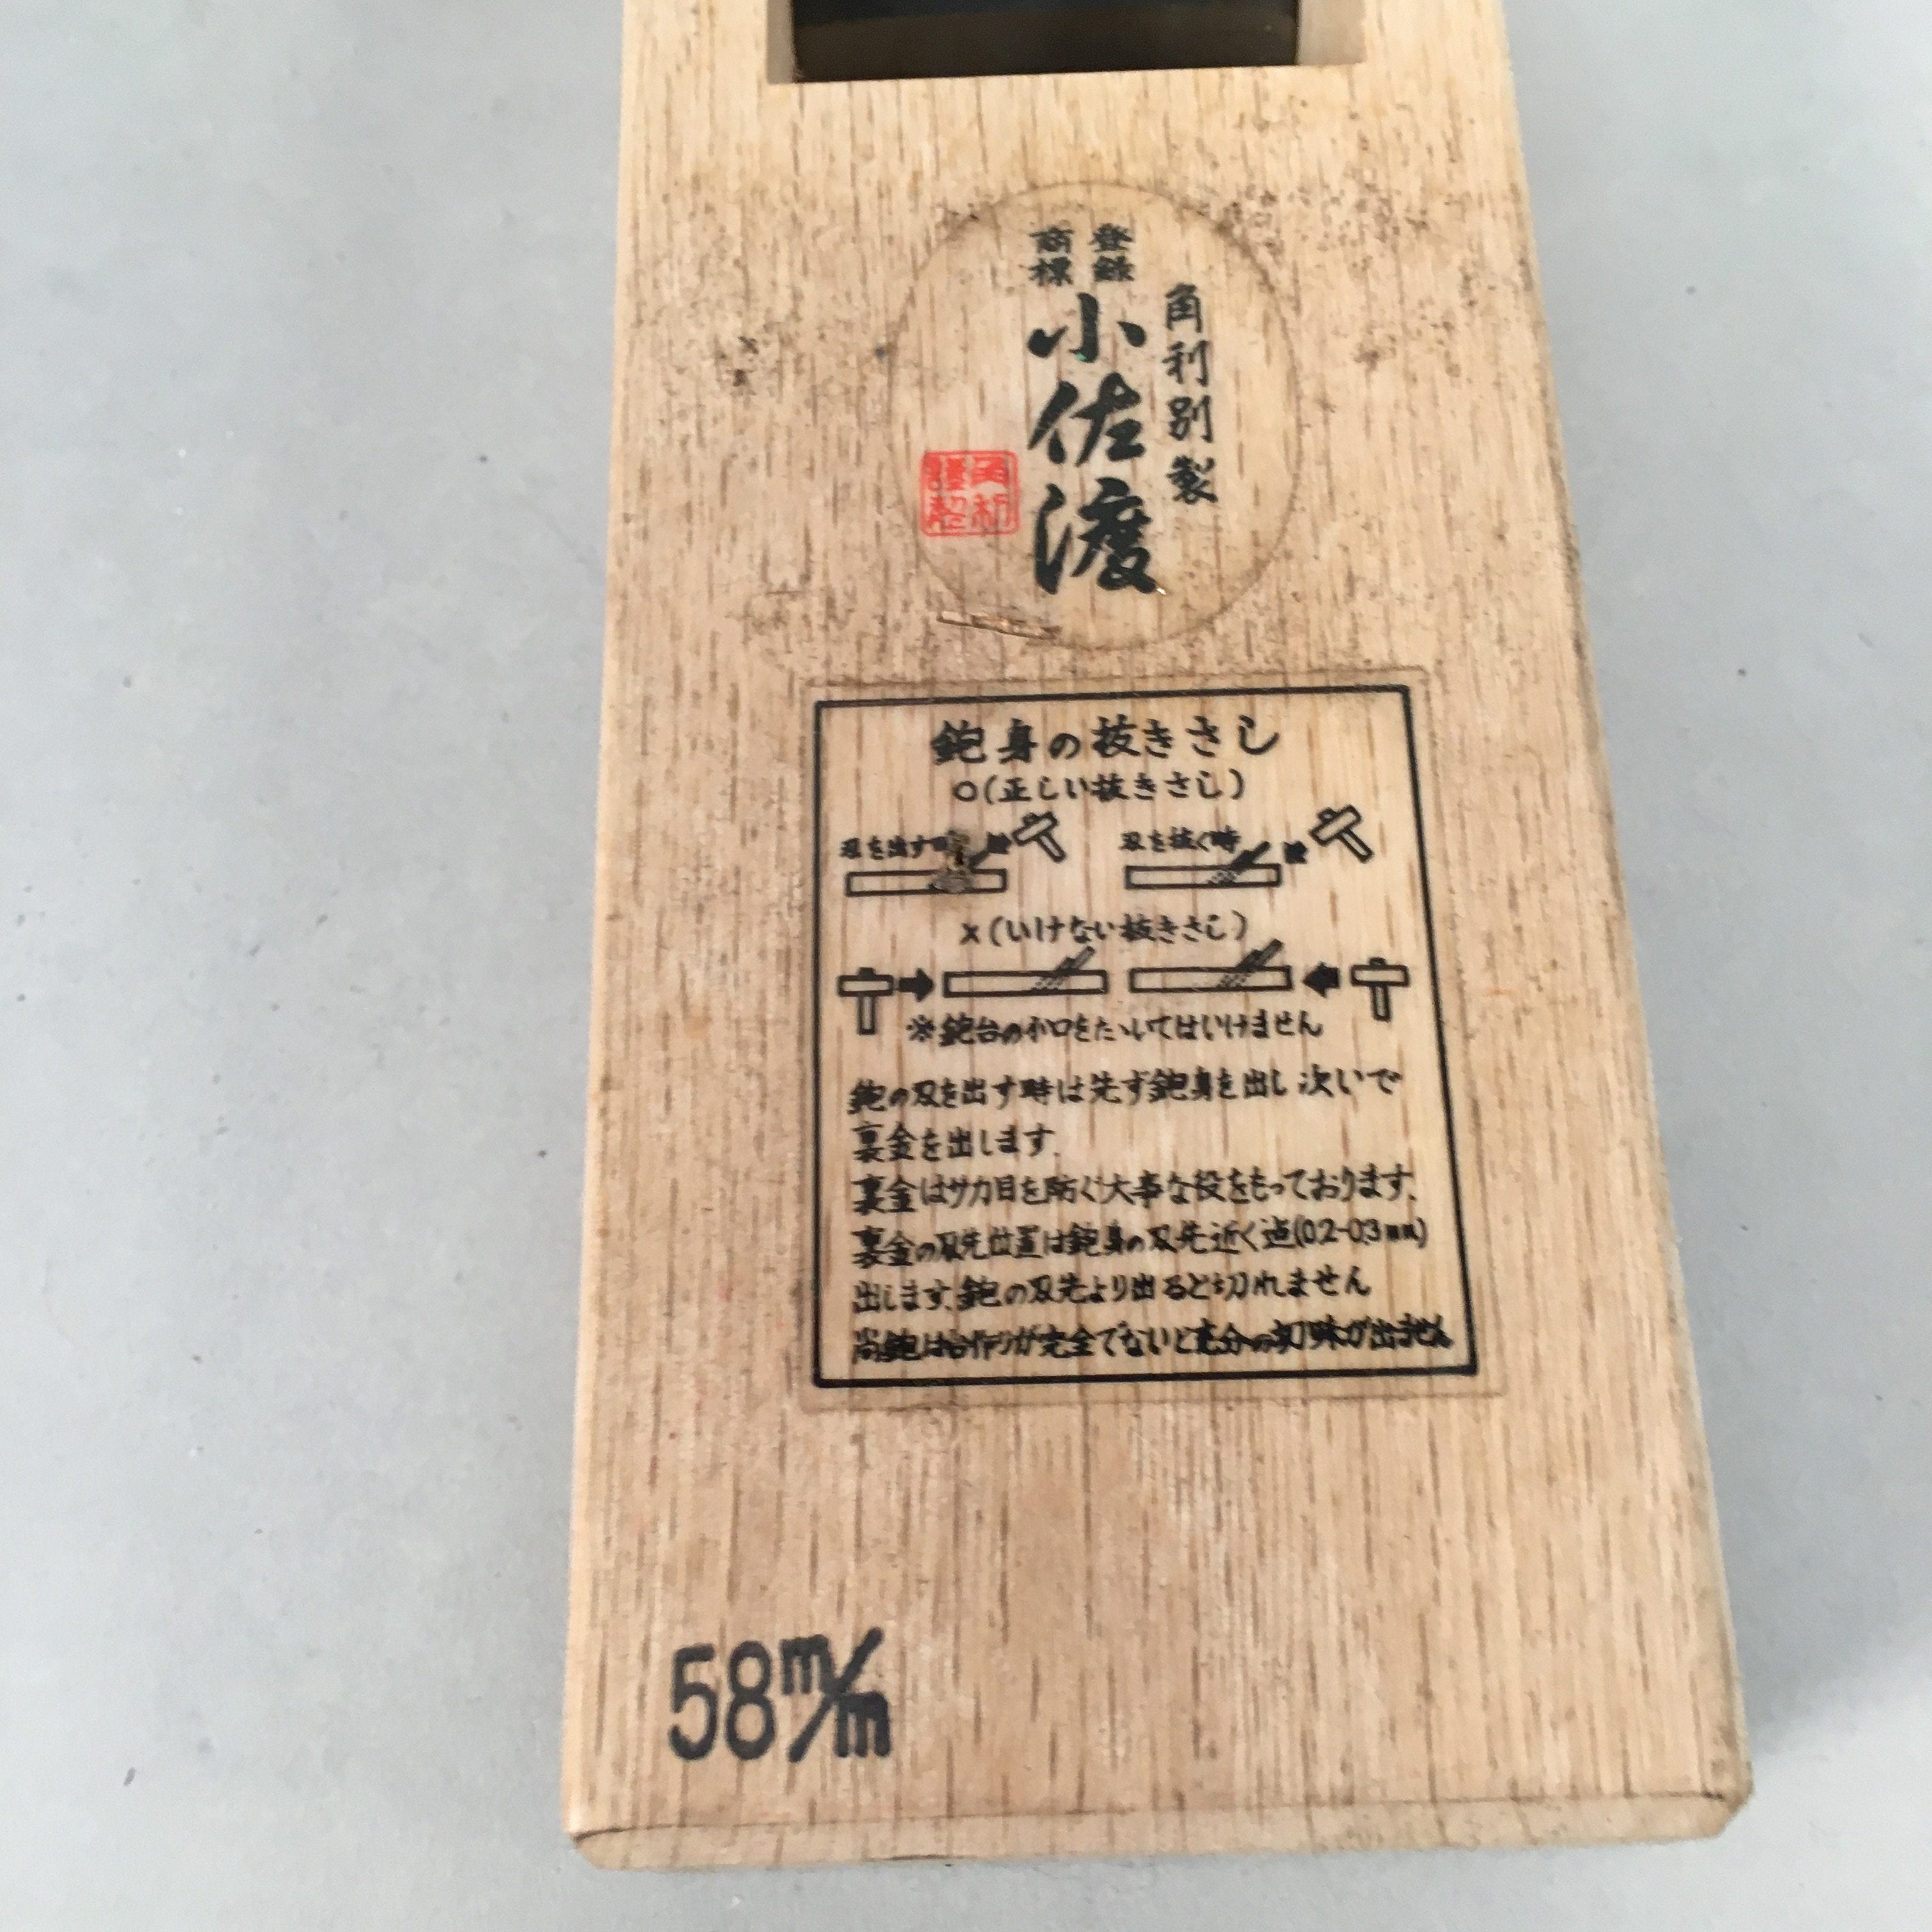 登録
商標
角利別製
小佐渡
鉋身の抜きさし
○(正しい抜きさし)
刃を出す
刃を抜く時
×(いけない抜きさし)
※鉋台の小口をたゝいてはいけません
鉋の刃を出す時は先ず鉋身を出し次いで
裏金を出します.
裏金はサカ目を防ぐ大事な役をもっております.
裏金の刃先位置は鉋身の刃先近く迠(0.2-0.3mm)
出します.鉋の刃先より出ると切れません
尚鉋は台作りが完全でないと充分の切味が出ません
58m/m